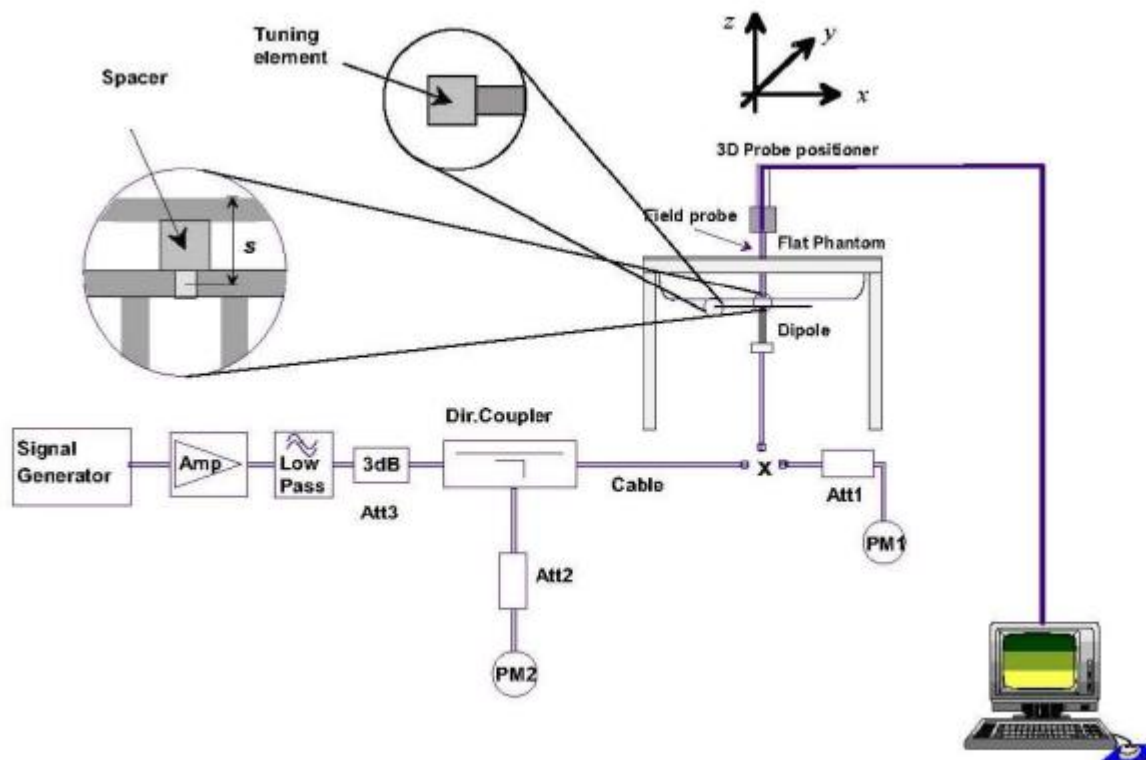 Tuning
element
Spacer
z
y
x
3D Probe positioner
Field probe
Flat Phantom
s
Dipole
Dir.Coupler
Signal
Generator
Amp
Low
Pass
3dB
Att3
Cable
x
Att1
PM1
Att2
PM2